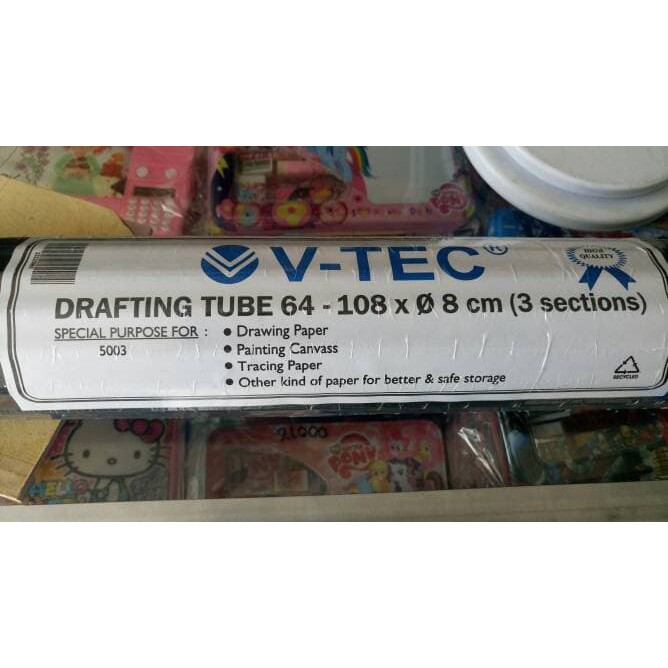 V-TEC ®
HIGH
QUALITY
DRAFTING TUBE 64 - 108 x Ø 8 cm (3 sections)
SPECIAL PURPOSE FOR :
5003
• Drawing Paper
• Painting Canvass
• Tracing Paper
• Other kind of paper for better & safe storage
RECYCLED
HELLO
21000
PONY